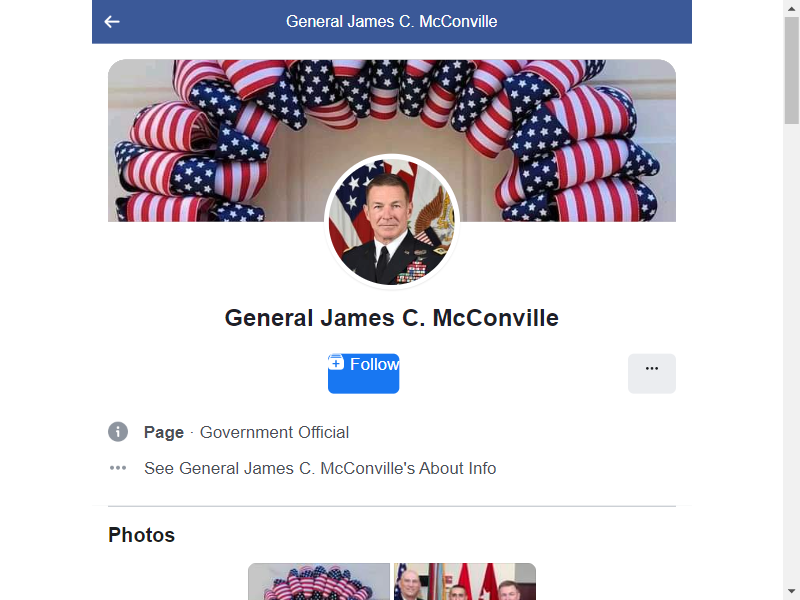 General James C. McConville
General James C. McConville
Follow
Page · Government Official
See General James C. McConville's About Info
Photos